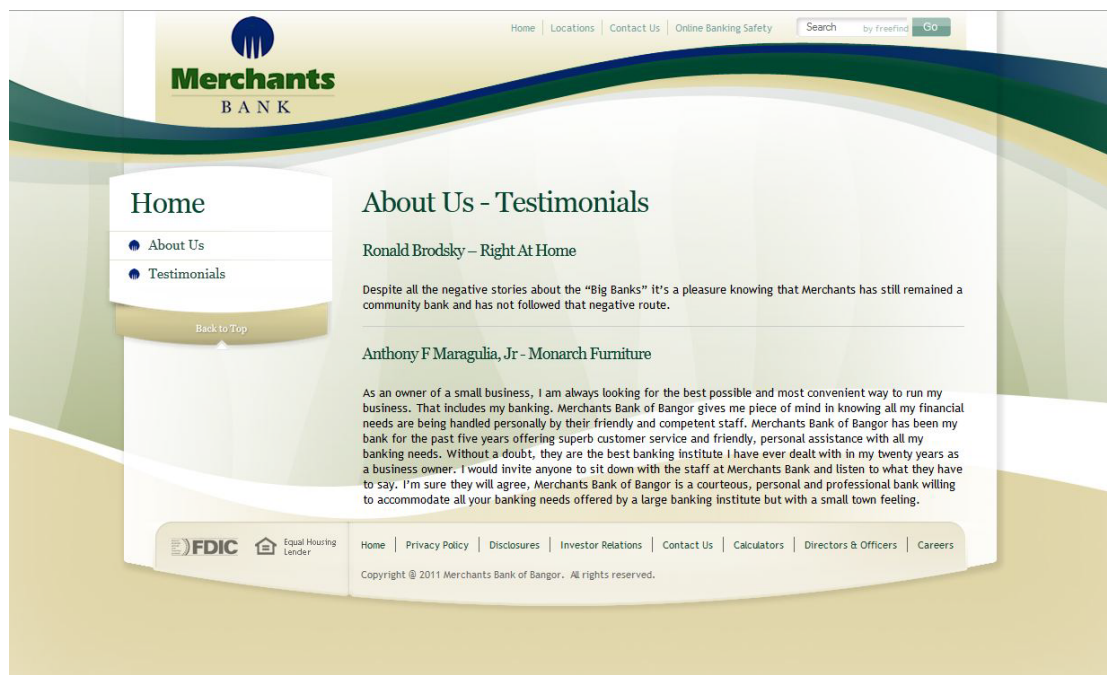 Home | Locations | Contact Us | Online Banking Safety
Search by freefind Go
Merchants
BANK
Home
About Us
Testimonials
Back to Top
About Us - Testimonials
Ronald Brodsky – Right At Home
Despite all the negative stories about the “Big Banks” it’s a pleasure knowing that Merchants has still remained a
community bank and has not followed that negative route.
Anthony F Maragulia, Jr - Monarch Furniture
As an owner of a small business, I am always looking for the best possible and most convenient way to run my
business. That includes my banking. Merchants Bank of Bangor gives me piece of mind in knowing all my financial
needs are being handled personally by their friendly and competent staff. Merchants Bank of Bangor has been my
bank for the past five years offering superb customer service and friendly, personal assistance with all my
banking needs. Without a doubt, they are the best banking institute I have ever dealt with in my twenty years as
a business owner. I would invite anyone to sit down with the staff at Merchants Bank and listen to what they have
to say. I’m sure they will agree, Merchants Bank of Bangor is a courteous, personal and professional bank willing
to accommodate all your banking needs offered by a large banking institute but with a small town feeling.
FDIC
Equal Housing
Lender
Home | Privacy Policy | Disclosures | Investor Relations | Contact Us | Calculators | Directors & Officers | Careers
Copyright @ 2011 Merchants Bank of Bangor. All rights reserved.